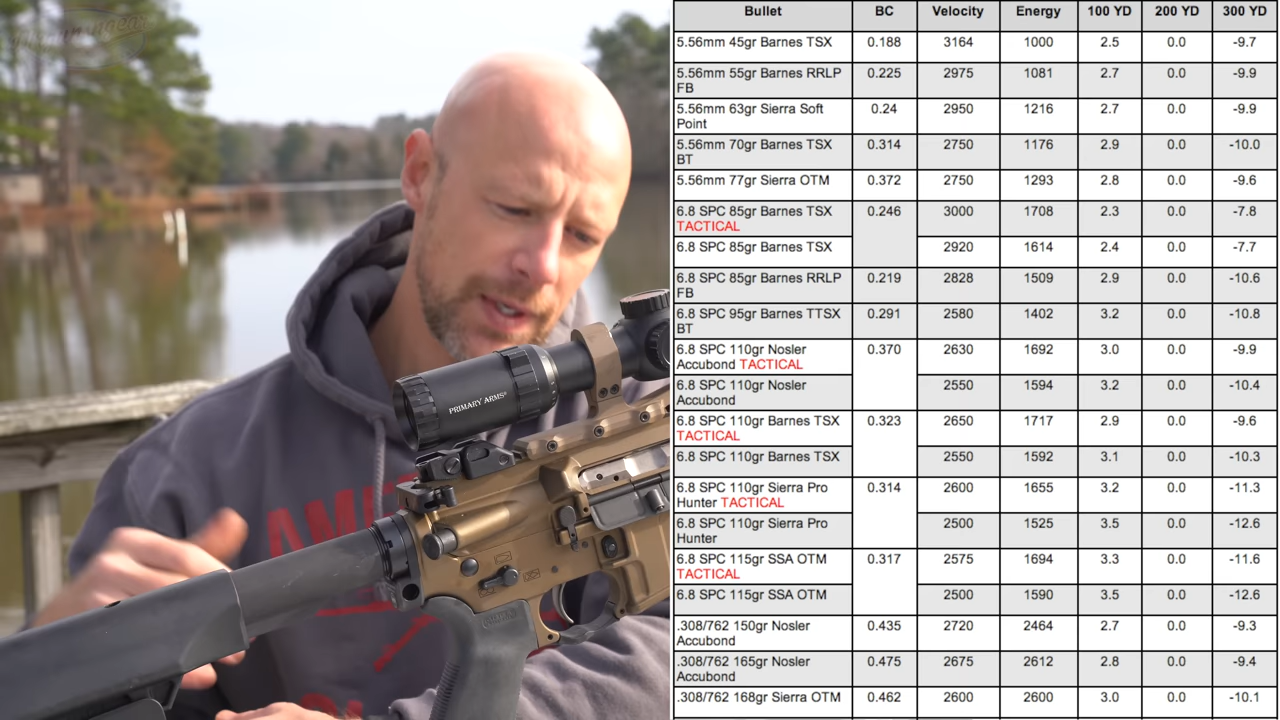 PRIMARY ARMS
Bullet BC Velocity Energy 100 YD 200 YD 300 YD
5.56mm 45gr Barnes TSX 0.188 3164 1000 2.5 0.0 -9.7
5.56mm 55gr Barnes RRLP 0.225 2975 1081 2.7 0.0 -9.9
FB
5.56mm 63gr Sierra Soft 0.24 2950 1216 2.7 0.0 -9.9
Point
5.56mm 70gr Barnes TSX 0.314 2750 1176 2.9 0.0 -10.0
BT
5.56mm 77gr Sierra OTM 0.372 2750 1293 2.8 0.0 -9.6
6.8 SPC 85gr Barnes TSX 0.246 3000 1708 2.3 0.0 -7.8
TACTICAL
6.8 SPC 85gr Barnes TSX 2920 1614 2.4 0.0 -7.7
6.8 SPC 85gr Barnes RRLP 0.219 2828 1509 2.9 0.0 -10.6
FB
6.8 SPC 95gr Barnes TTSX 0.291 2580 1402 3.2 0.0 -10.8
BT
6.8 SPC 110gr Nosler 0.370 2630 1692 3.0 0.0 -9.9
Accubond TACTICAL
6.8 SPC 110gr Nosler 2550 1594 3.2 0.0 -10.4
Accubond
6.8 SPC 110gr Barnes TSX 0.323 2650 1717 2.9 0.0 -9.6
TACTICAL
6.8 SPC 110gr Barnes TSX 2550 1592 3.1 0.0 -10.3
6.8 SPC 110gr Sierra Pro 0.314 2600 1655 3.2 0.0 -11.3
Hunter TACTICAL
6.8 SPC 110gr Sierra Pro 2500 1525 3.5 0.0 -12.6
Hunter
6.8 SPC 115gr SSA OTM 0.317 2575 1694 3.3 0.0 -11.6
TACTICAL
6.8 SPC 115gr SSA OTM 2500 1590 3.5 0.0 -12.6
.308/762 150gr Nosler 0.435 2720 2464 2.7 0.0 -9.3
Accubond
.308/762 165gr Nosler 0.475 2675 2612 2.8 0.0 -9.4
Accubond
.308/762 168gr Sierra OTM 0.462 2600 2600 3.0 0.0 -10.1